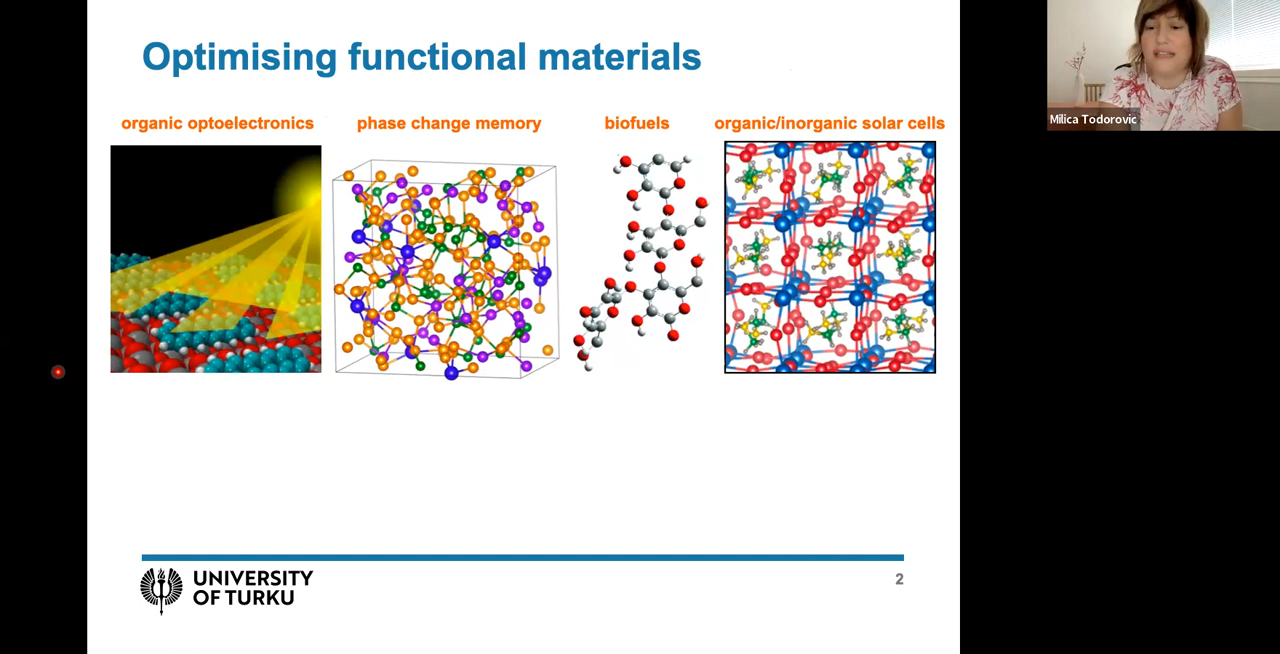 Optimising functional materials
organic optoelectronics
phase change memory
biofuels
organic/inorganic solar cells
UNIVERSITY
OF TURKU
2
Milica Todorovic